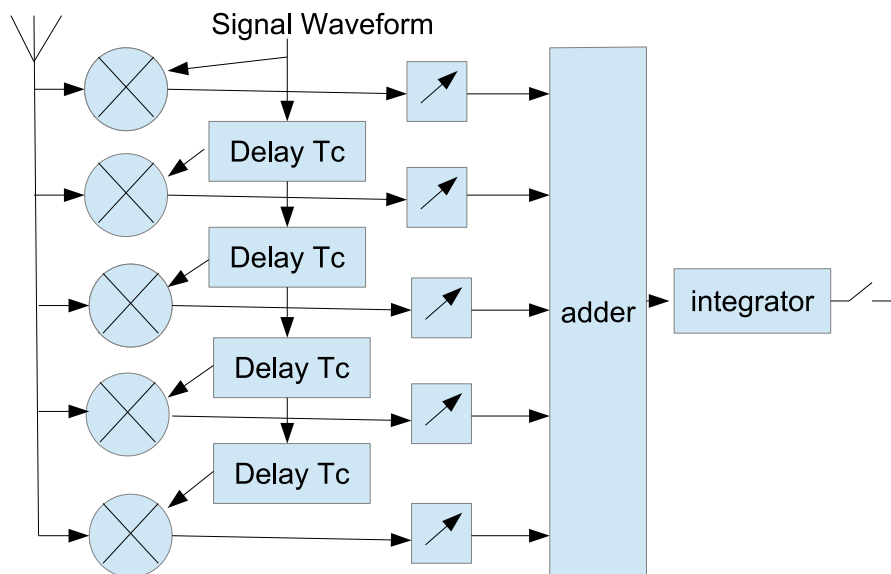 Signal Waveform
Delay Tc
Delay Tc
adder
integrator
Delay Tc
Delay Tc